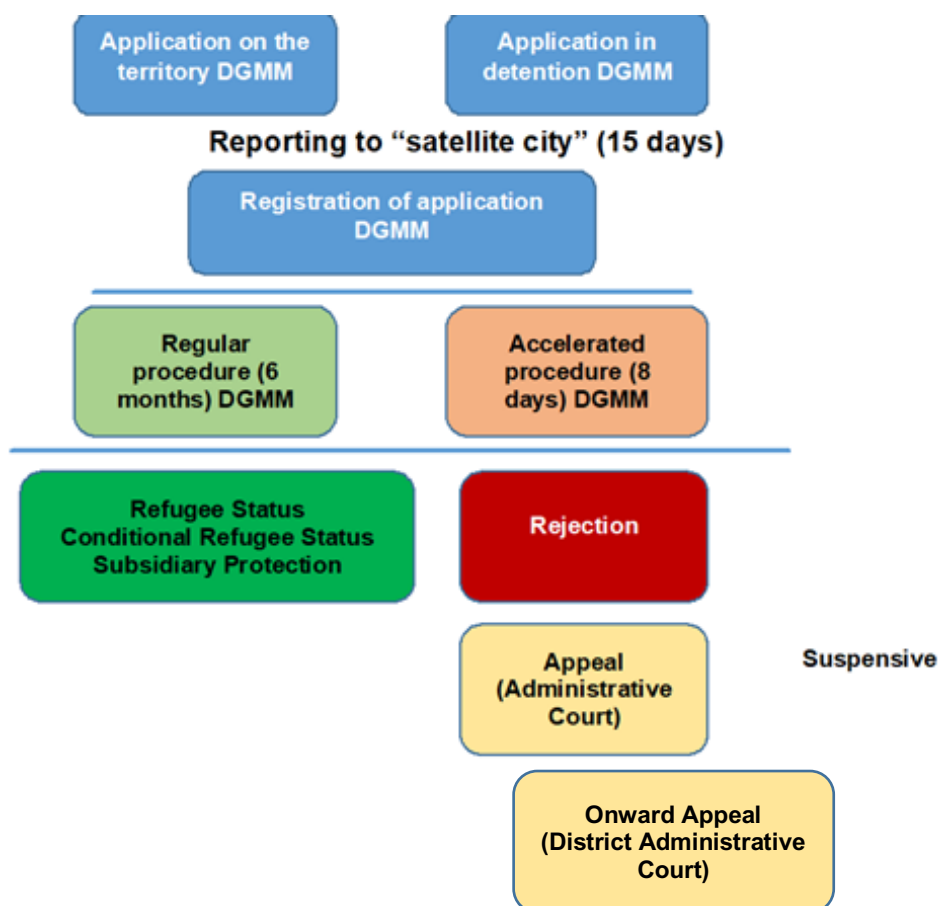 Application on the
territory DGMM
Application in
detention DGMM
Reporting to “satellite city” (15 days)
Registration of application
DGMM
Regular
procedure (6
months) DGMM
Accelerated
procedure (8
days) DGMM
Refugee Status
Conditional Refugee Status
Subsidiary Protection
Rejection
Appeal
(Administrative
Court)
Suspensive
Onward Appeal
(District Administrative
Court)